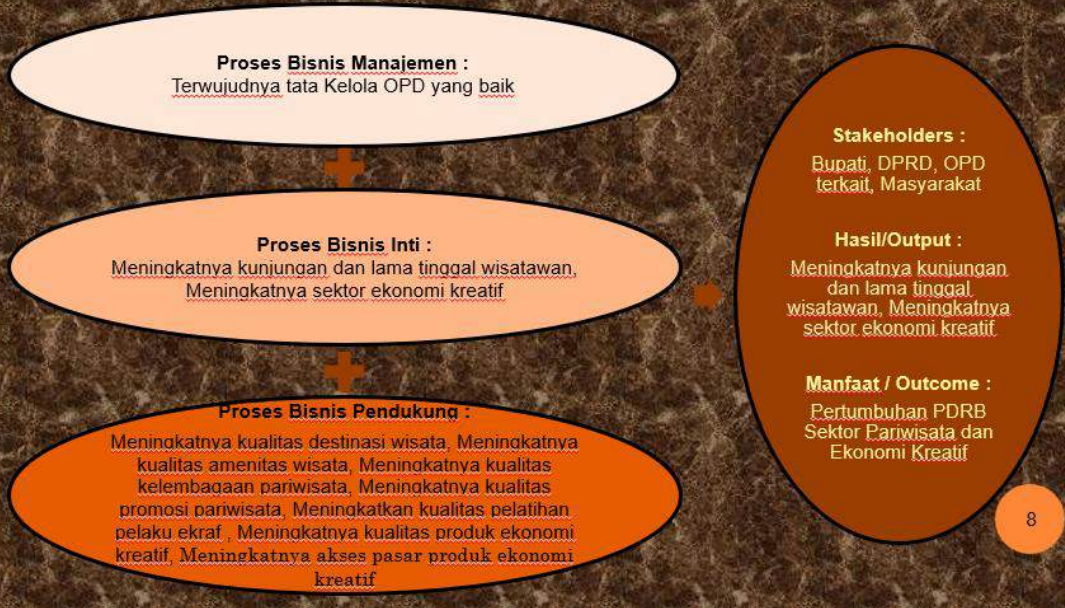 Proses Bisnis Manajemen :
Terwujudnya tata Kelola OPD yang baik
Proses Bisnis Inti :
Meningkatnya kunjungan dan lama tinggal wisatawan,
Meningkatnya sektor ekonomi kreatif
Proses Bisnis Pendukung :
Meningkatnya kualitas destinasi wisata, Meningkatnya
kualitas amenitas wisata, Meningkatnya kualitas
kelembagaan pariwisata, Meningkatnya kualitas
promosi pariwisata, Meningkatkan kualitas pelatihan
pelaku ekraf , Meningkatnya kualitas produk ekonomi
kreatif, Meningkatnya akses pasar produk ekonomi
kreatif
Stakeholders :
Bupati, DPRD, OPD
terkait, Masyarakat
Hasil/Output :
Meningkatnya kunjungan
dan lama tinggal
wisatawan, Meningkatnya
sektor ekonomi kreatif
Manfaat / Outcome :
Pertumbuhan PDRB
Sektor Pariwisata dan
Ekonomi Kreatif
8